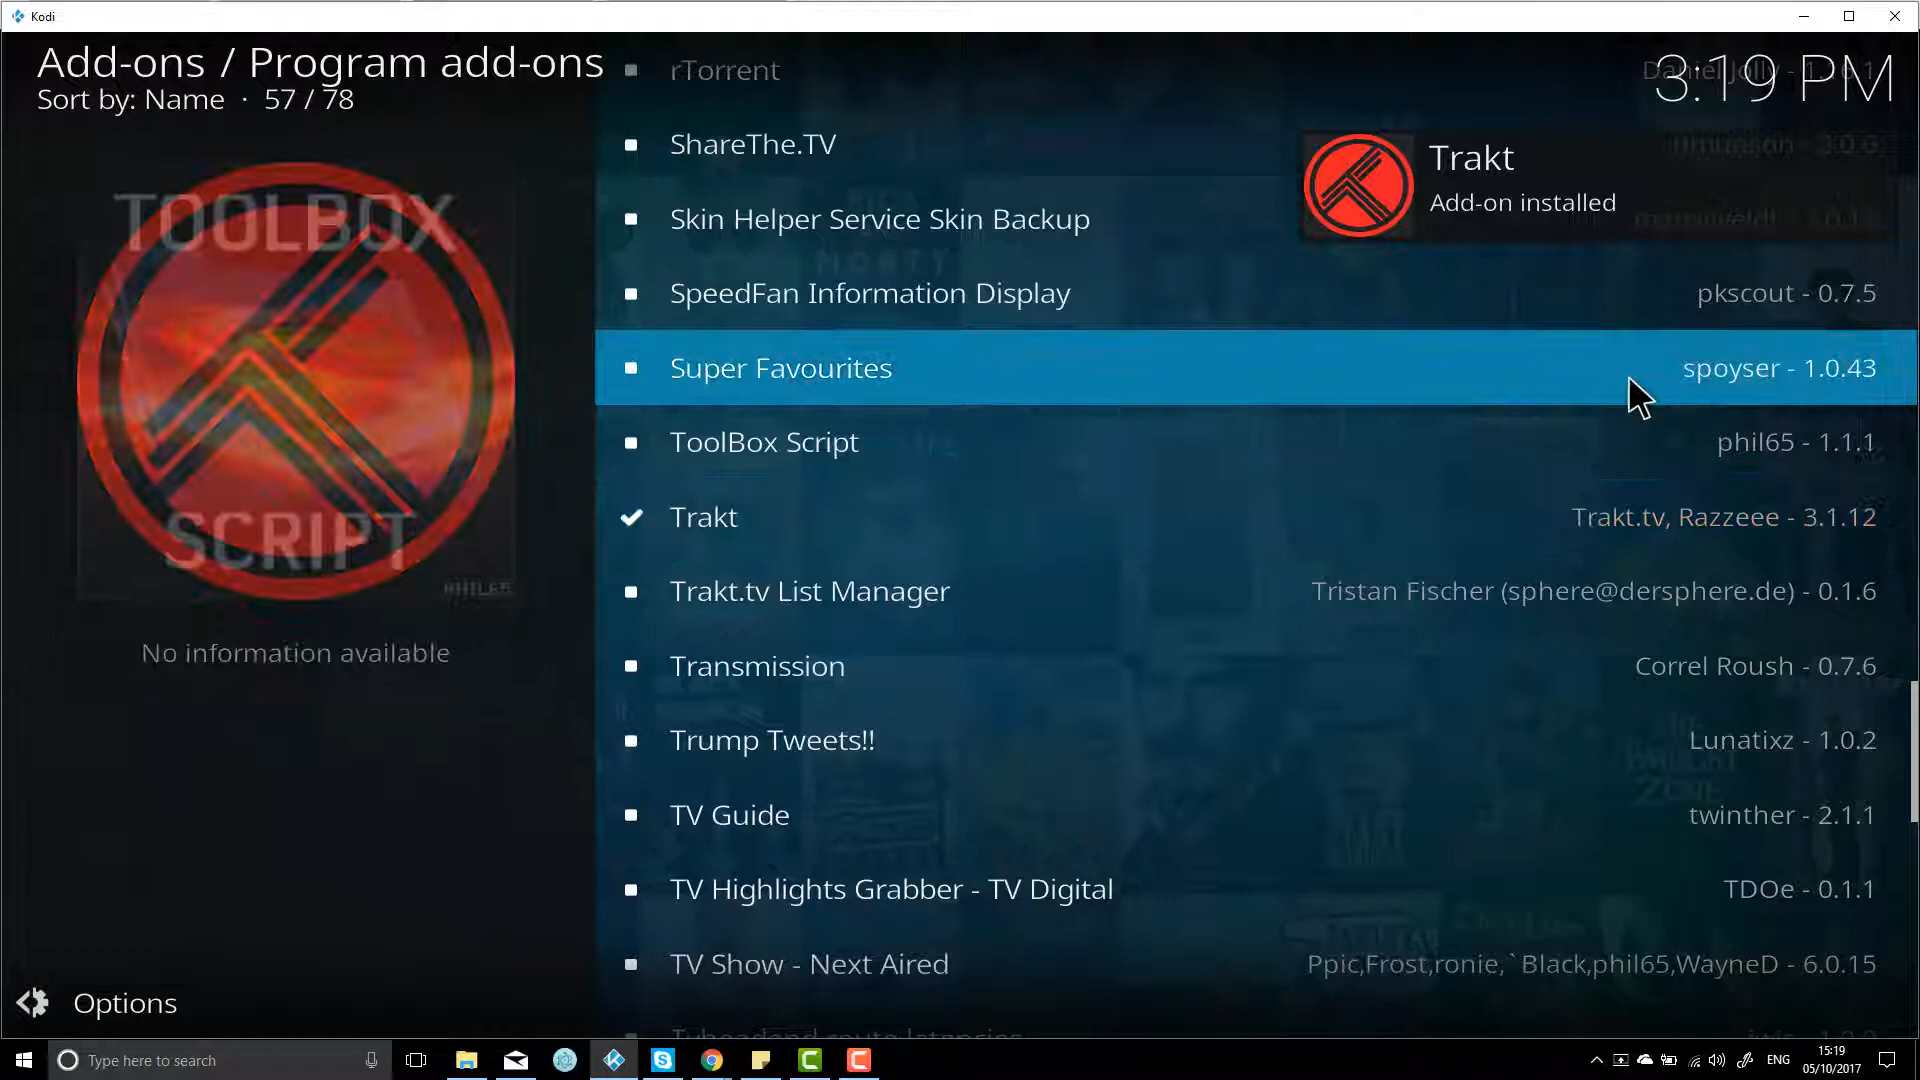 Kodi
Add-ons / Program add-ons
Sort by: Name · 57 / 78
3:19 PM
rTorrent
ShareThe.TV
Trakt
Add-on installed
Skin Helper Service Skin Backup
SpeedFan Information Display pkscout - 0.7.5
Super Favourites spoyser - 1.0.43
ToolBox Script phil65 - 1.1.1
Trakt Trakt.tv, Razzeee - 3.1.12
Trakt.tv List Manager Tristan Fischer (sphere@dersphere.de) - 0.1.6
Transmission Correl Roush - 0.7.6
Trump Tweets!! Lunatixz - 1.0.2
TV Guide twinther - 2.1.1
TV Highlights Grabber - TV Digital TDOe - 0.1.1
TV Show - Next Aired Ppic,Frost,ronie,`Black,phil65,WayneD - 6.0.15
TOOLBOX
SCRIPT
PHIL65
No information available
Options
Type here to search
ENG
15:19
05/10/2017